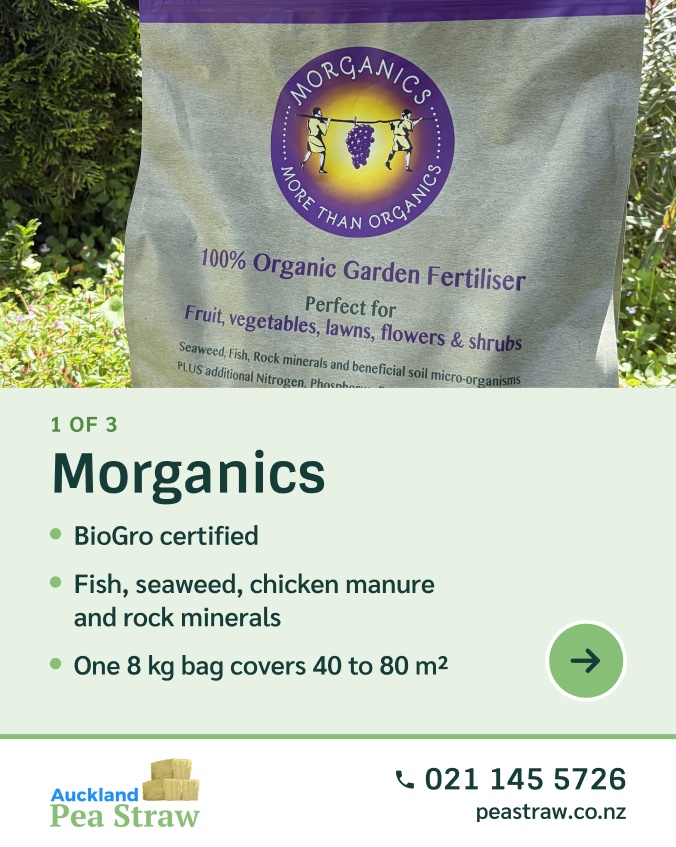 MORGANICS
MORE THAN ORGANICS
100% Organic Garden Fertiliser
Perfect for
Fruit, vegetables, lawns, flowers & shrubs
Seaweed, Fish, Rock minerals and beneficial soil micro-organisms
PLUS additional Nitrogen,
1 OF 3
Morganics
BioGro certified
Fish, seaweed, chicken manure
and rock minerals
One 8 kg bag covers 40 to 80 m²
021 145 5726
Auckland
Pea Straw
peastraw.co.nz